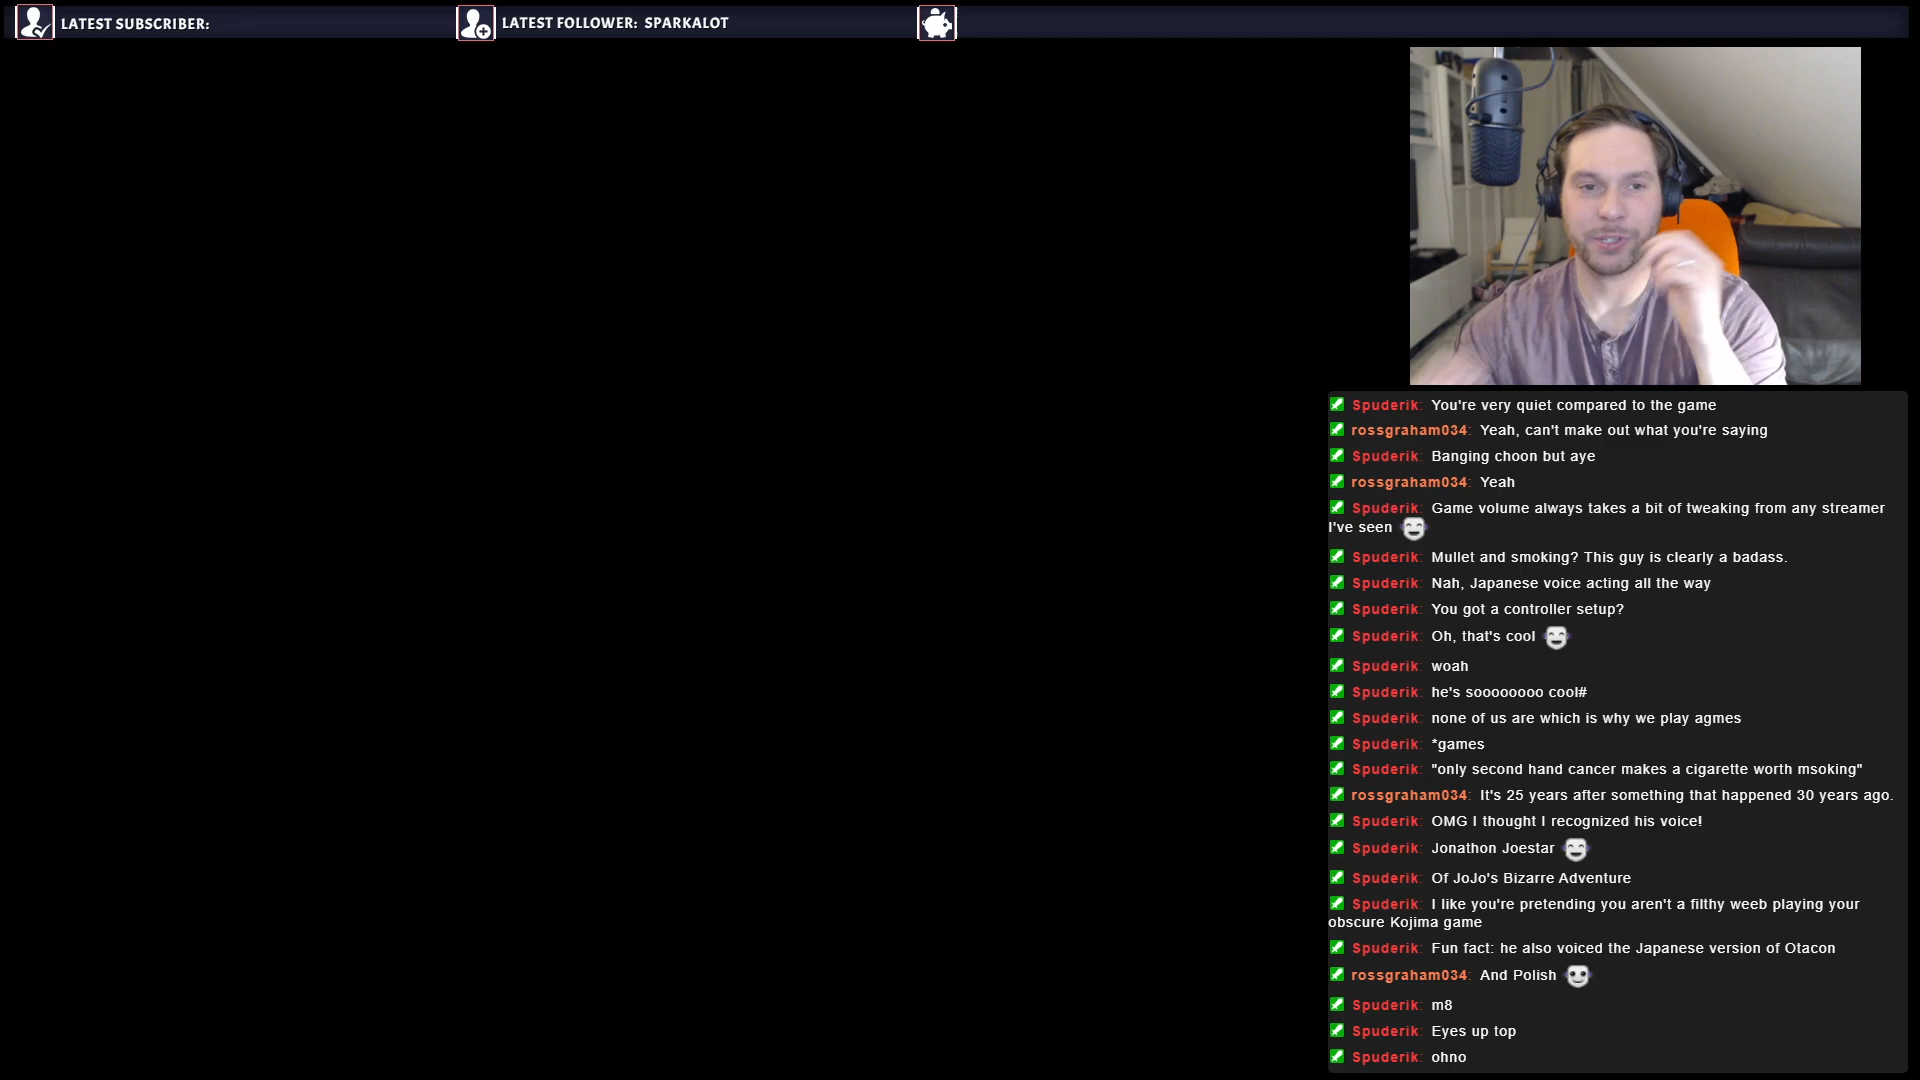 LATEST SUBSCRIBER:
LATEST FOLLOWER: SPARKALOT
Spuderik: You're very quiet compared to the game
rossgraham034: Yeah, can't make out what you're saying
Spuderik: Banging choon but aye
rossgraham034: Yeah
Spuderik: Game volume always takes a bit of tweaking from any streamer
I've seen
Spuderik: Mullet and smoking? This guy is clearly a badass.
Spuderik: Nah, Japanese voice acting all the way
Spuderik: You got a controller setup?
Spuderik: Oh, that's cool
Spuderik: woah
Spuderik: he's soooooooo cool#
Spuderik: none of us are which is why we play agmes
Spuderik: *games
Spuderik: "only second hand cancer makes a cigarette worth msoking"
rossgraham034: It's 25 years after something that happened 30 years ago.
Spuderik: OMG I thought I recognized his voice!
Spuderik: Jonathon Joestar
Spuderik: Of JoJo's Bizarre Adventure
Spuderik: I like you're pretending you aren't a filthy weeb playing your
obscure Kojima game
Spuderik: Fun fact: he also voiced the Japanese version of Otacon
rossgraham034: And Polish
Spuderik: m8
Spuderik: Eyes up top
Spuderik: ohno